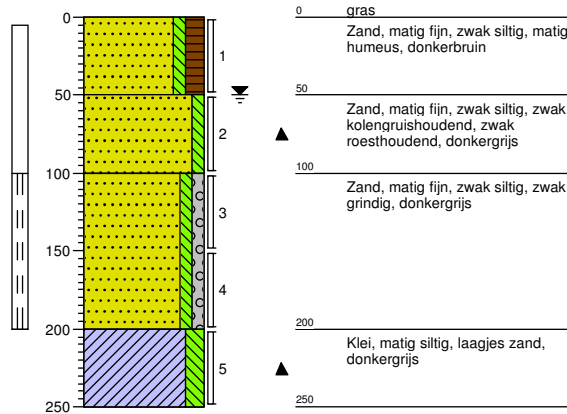 0
50
100
150
200
250
1
2
3
4
5
0
gras
Zand, matig fijn, zwak siltig, matig
humeus, donkerbruin
50
Zand, matig fijn, zwak siltig, zwak
kolengruishoudend, zwak
roesthoudend, donkergrijs
100
Zand, matig fijn, zwak siltig, zwak
grindig, donkergrijs
200
Klei, matig siltig, laagjes zand,
donkergrijs
250